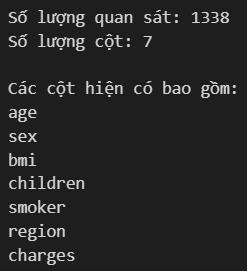 Số lượng quan sát: 1338
Số lượng cột: 7
Các cột hiện có bao gồm:
age
sex
bmi
children
smoker
region
charges